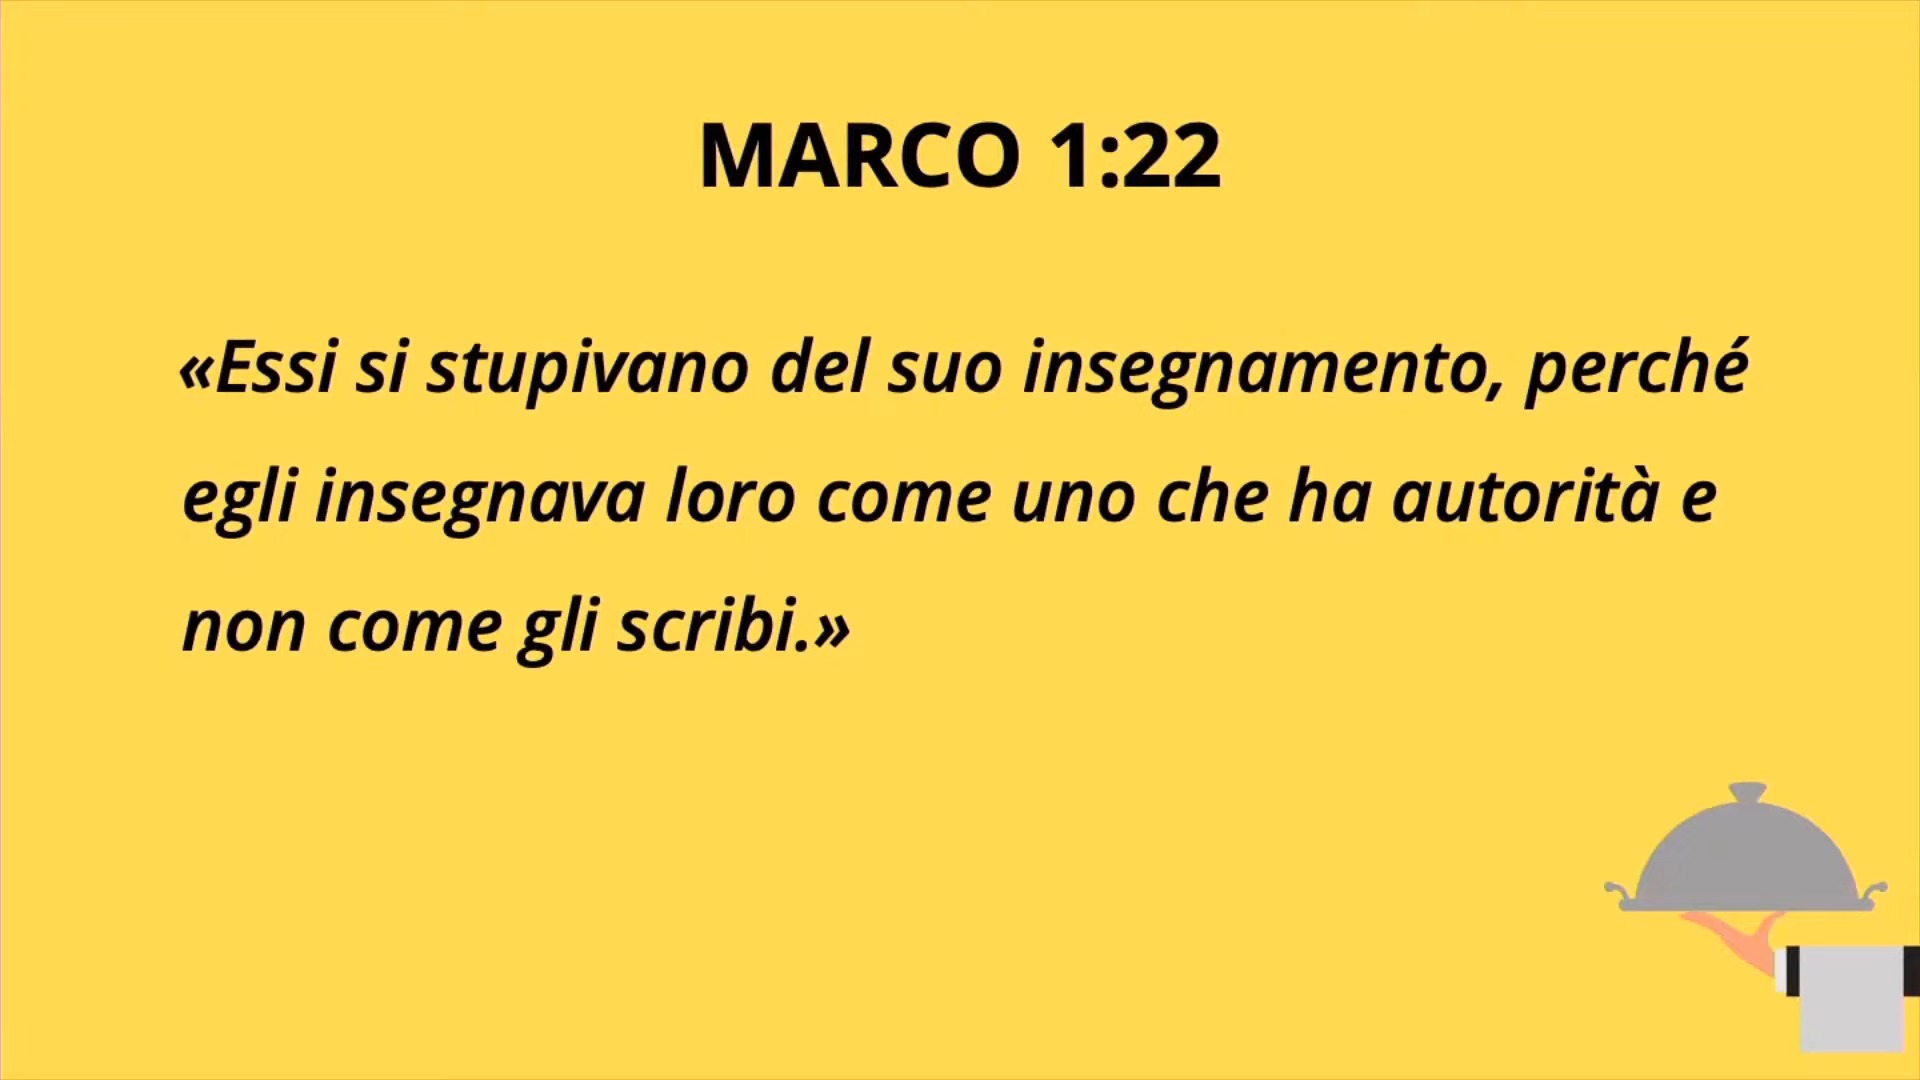 MARCO 1:22
«Essi si stupivano del suo insegnamento, perché
egli insegnava loro come uno che ha autorità e
non come gli scribi.»